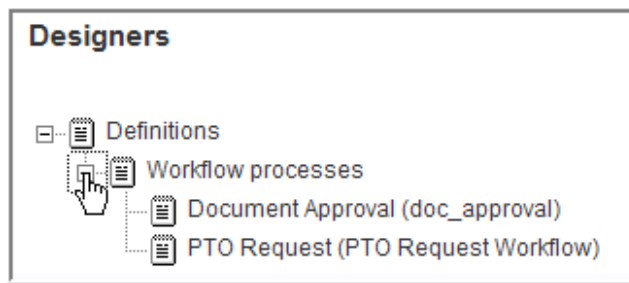 Designers
Definitions
Workflow processes
Document Approval (doc_approval)
PTO Request (PTO Request Workflow)